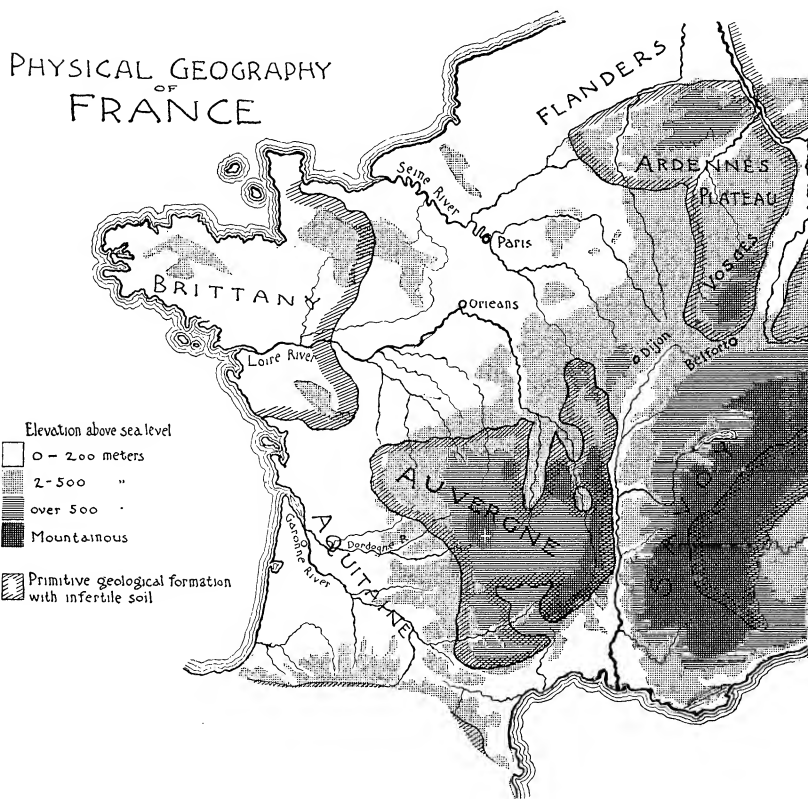 PHYSICAL GEOGRAPHY
OF
FRANCE
FLANDERS
ARDENNES
PLATEAU
VOSGES
Seine River
Paris
BRITTANY
Orleans
Loire River
Dijon
Belfort
Elevation above sea level
0 - 200 meters
2-500 "
over 500 "
Mountainous
Primitive geological formation
with infertile soil
AUVERGNE
SAVOY
AQUITAINE
Dordogne R.
Garonne River